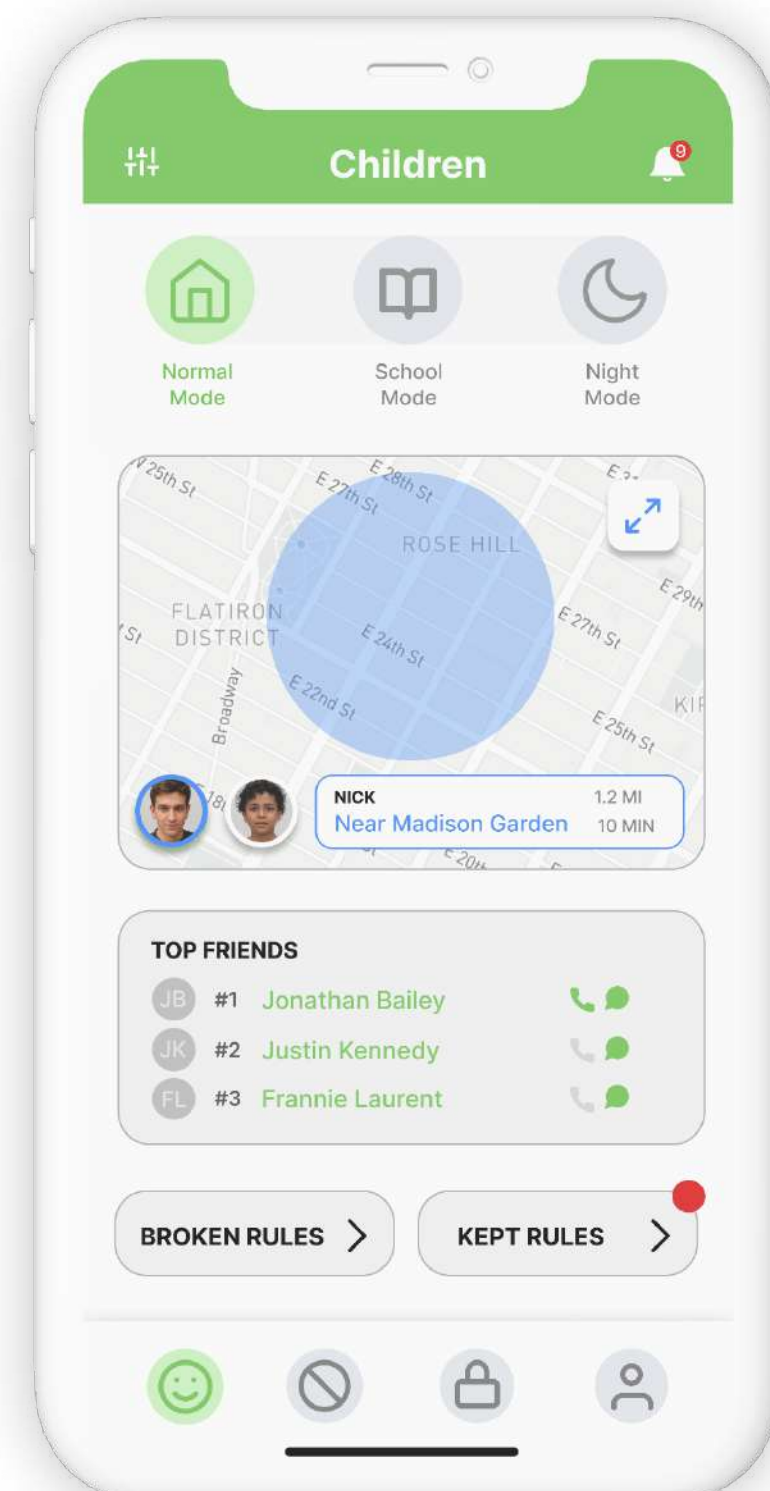 Children
9
Normal
Mode
School
Mode
Night
Mode
W 25th St
E 27th St
E 28th St
ROSE HILL
E 29th
FLATIRON
DISTRICT
St
E 24th St
E 27th St
E 22nd St
Broadway
E 25th St
NICK
1.2 MI
Near Madison Garden
10 MIN
TOP FRIENDS
JB #1 Jonathan Bailey
JK #2 Justin Kennedy
FL #3 Frannie Laurent
BROKEN RULES
KEPT RULES